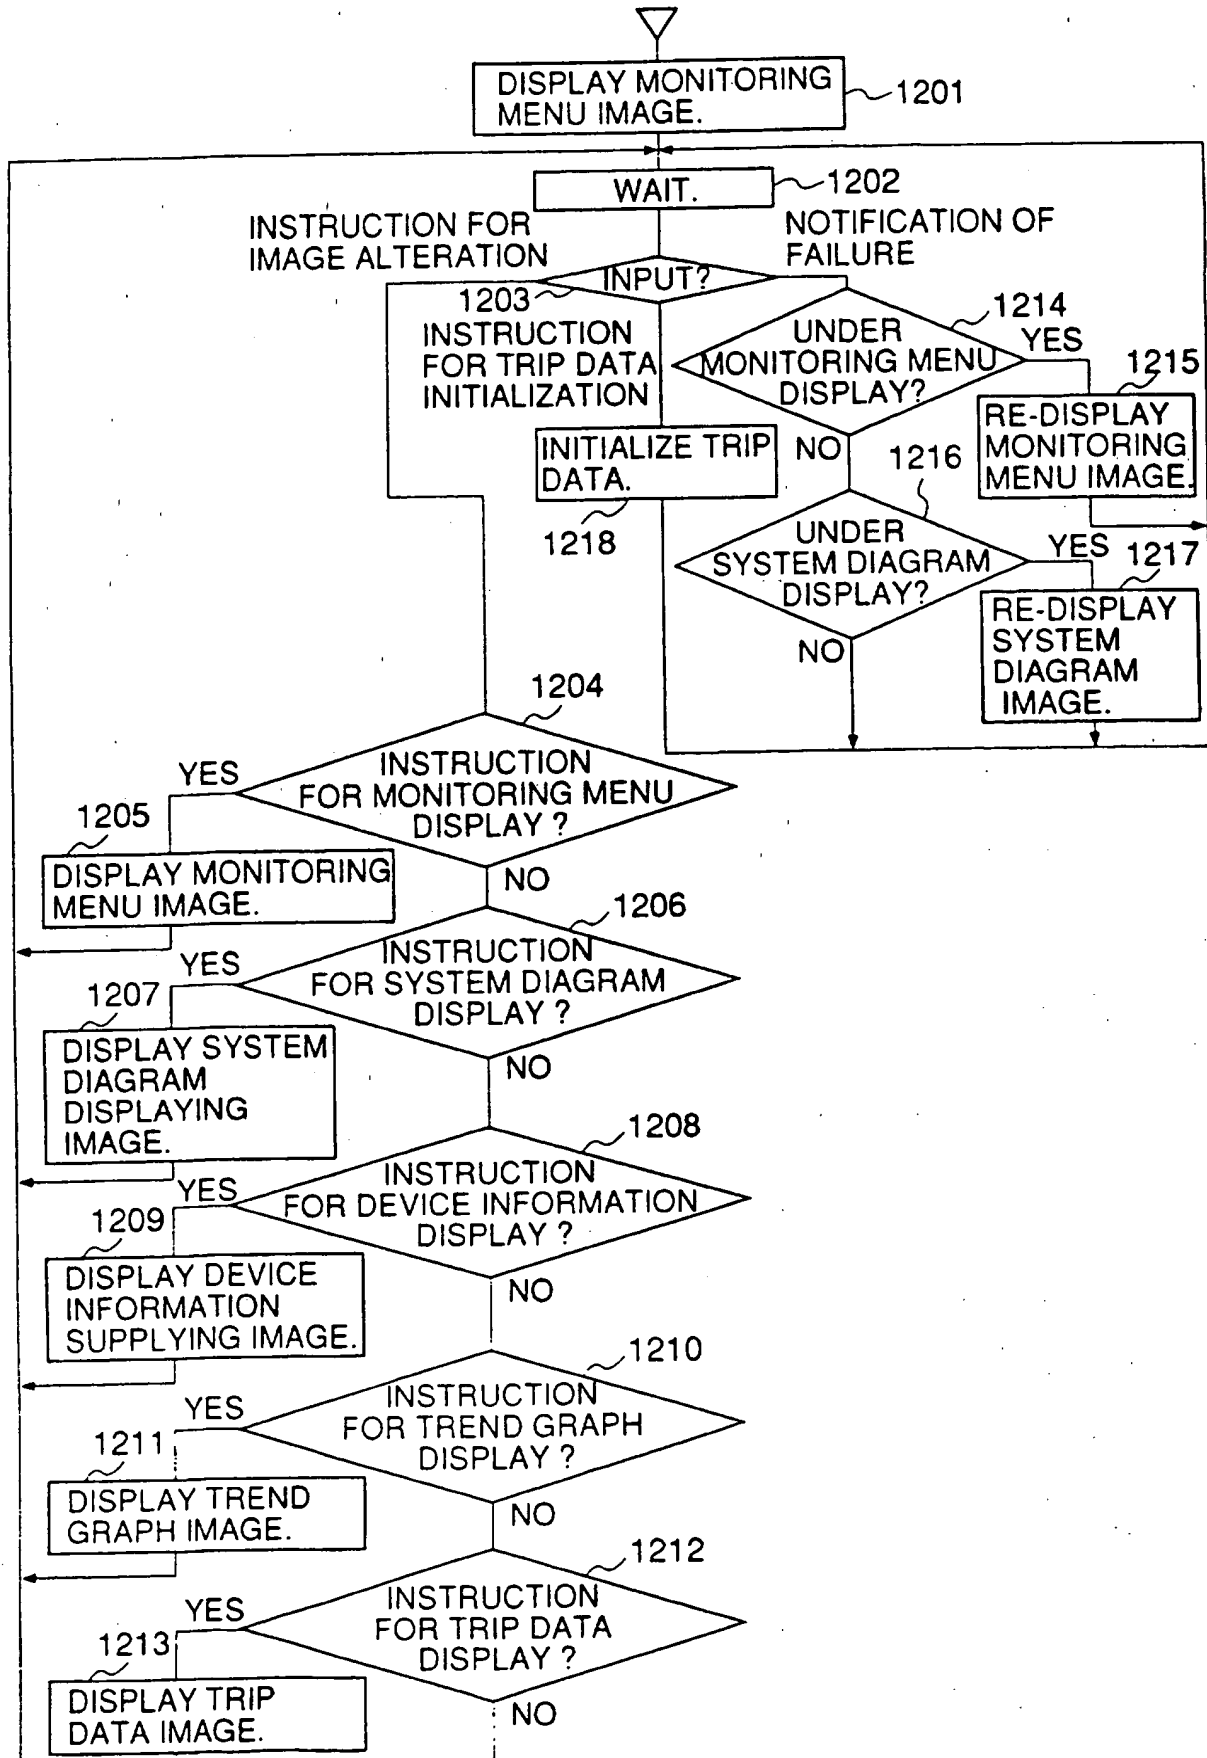 DISPLAY MONITORING
MENU IMAGE.
1201
WAIT.
1202
INSTRUCTION FOR
IMAGE ALTERATION
NOTIFICATION OF
FAILURE
INPUT?
1203
INSTRUCTION
FOR TRIP DATA
INITIALIZATION
UNDER
MONITORING MENU
DISPLAY?
1214
YES
1215
RE-DISPLAY
MONITORING
MENU IMAGE.
NO
INITIALIZE TRIP
DATA.
1218
1216
UNDER
SYSTEM DIAGRAM
DISPLAY?
YES
1217
RE-DISPLAY
SYSTEM
DIAGRAM
IMAGE.
NO
1204
INSTRUCTION
FOR MONITORING MENU
DISPLAY ?
YES
1205
DISPLAY MONITORING
MENU IMAGE.
NO
1206
INSTRUCTION
FOR SYSTEM DIAGRAM
DISPLAY ?
YES
1207
DISPLAY SYSTEM
DIAGRAM
DISPLAYING
IMAGE.
NO
1208
INSTRUCTION
FOR DEVICE INFORMATION
DISPLAY ?
YES
1209
DISPLAY DEVICE
INFORMATION
SUPPLYING IMAGE.
NO
1210
INSTRUCTION
FOR TREND GRAPH
DISPLAY ?
YES
1211
DISPLAY TREND
GRAPH IMAGE.
NO
1212
INSTRUCTION
FOR TRIP DATA
DISPLAY ?
YES
1213
DISPLAY TRIP
DATA IMAGE.
NO